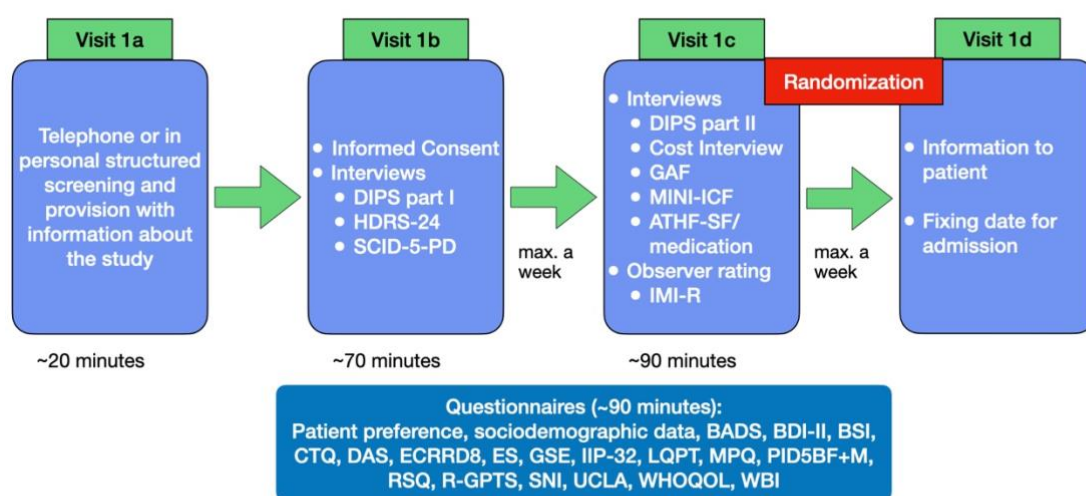 Visit 1a
Telephone or in
personal structured
screening and
provision with
information about
the study
~20 minutes
Visit 1b
● Informed Consent
● Interviews
● DIPS part I
● HDRS-24
● SCID-5-PD
~70 minutes
max. a
week
Visit 1c
● Interviews
● DIPS part II
● Cost Interview
● GAF
● MINI-ICF
● ATHF-SF/
medication
● Observer rating
● IMI-R
~90 minutes
Randomization
max. a
week
Visit 1d
● Information to
patient
● Fixing date for
admission
Questionnaires (~90 minutes):
Patient preference, sociodemographic data, BADS, BDI-II, BSI,
CTQ, DAS, ECRRD8, ES, GSE, IIP-32, LQPT, MPQ, PID5BF+M,
RSQ, R-GPTS, SNI, UCLA, WHOQOL, WBI